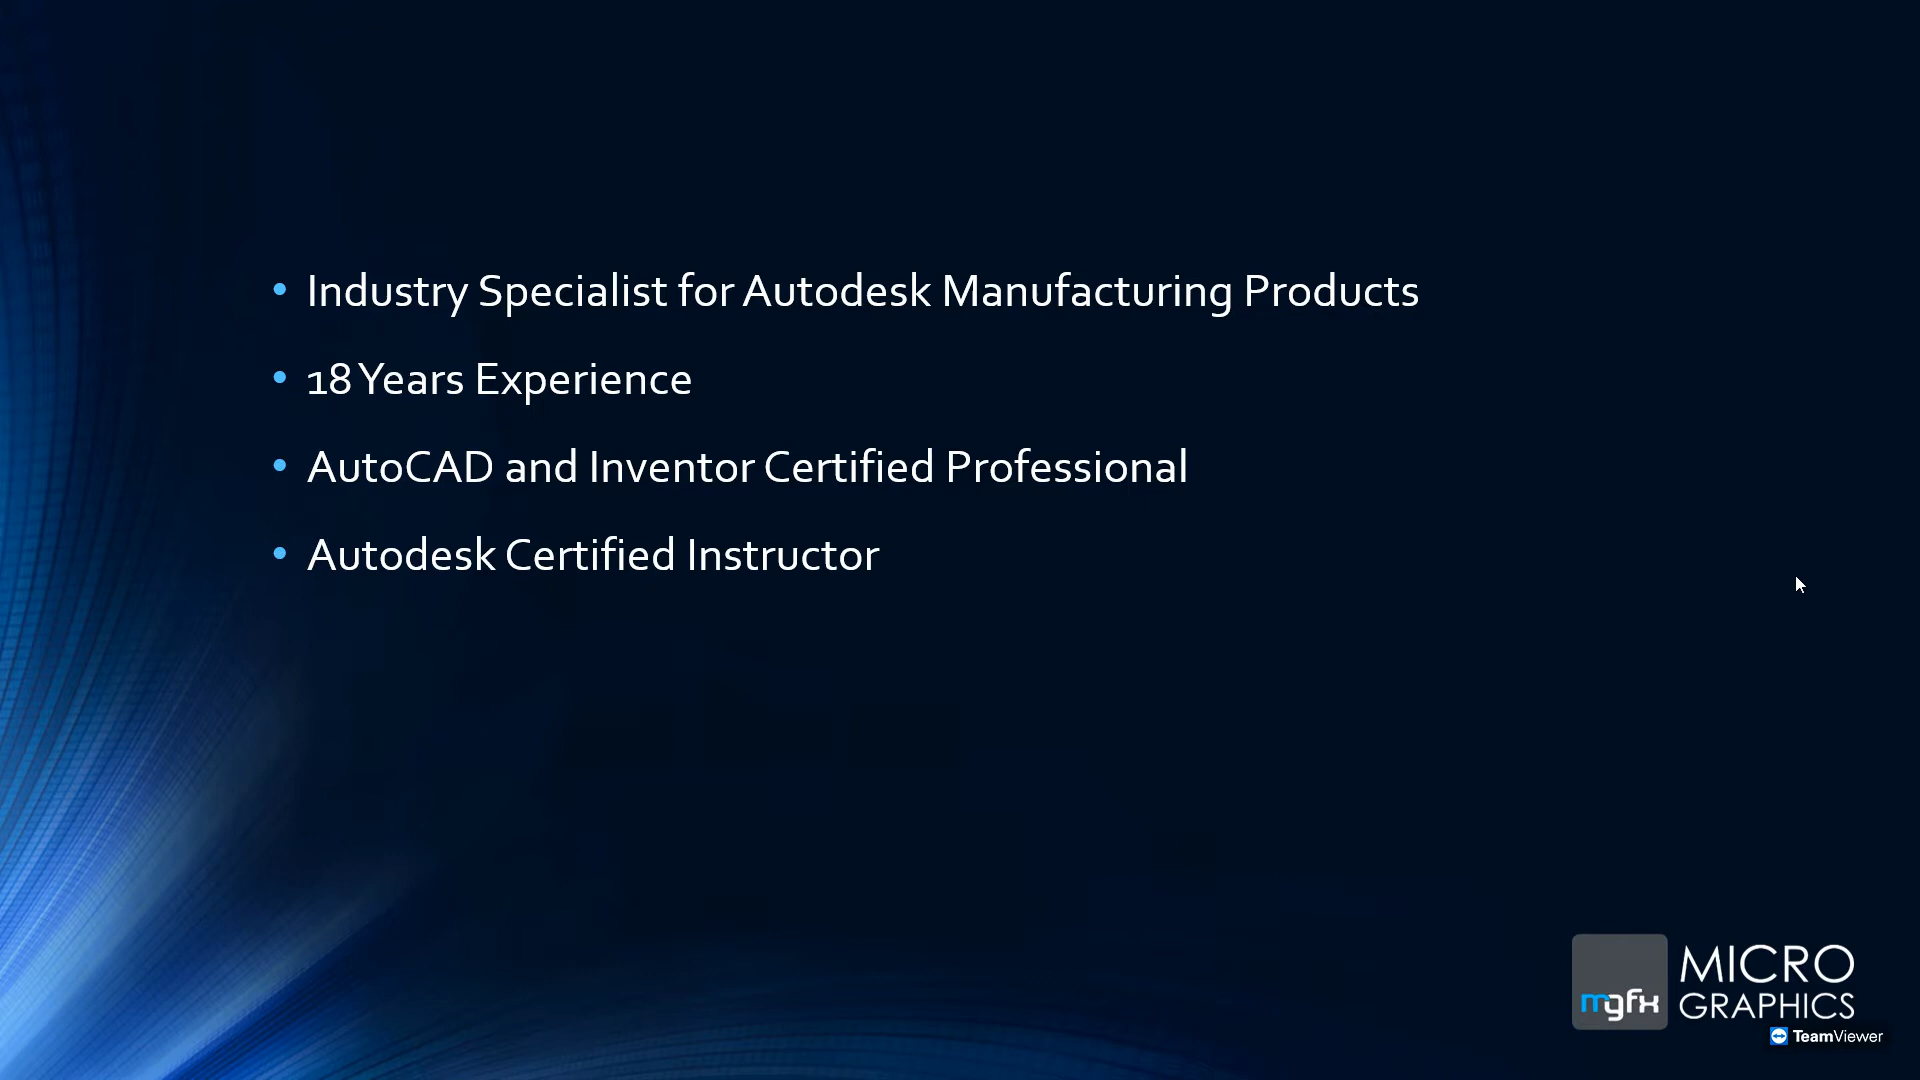 • Industry Specialist for Autodesk Manufacturing Products
• 18 Years Experience
• AutoCAD and Inventor Certified Professional
• Autodesk Certified Instructor
mgfx
MICRO
GRAPHICS
TeamViewer